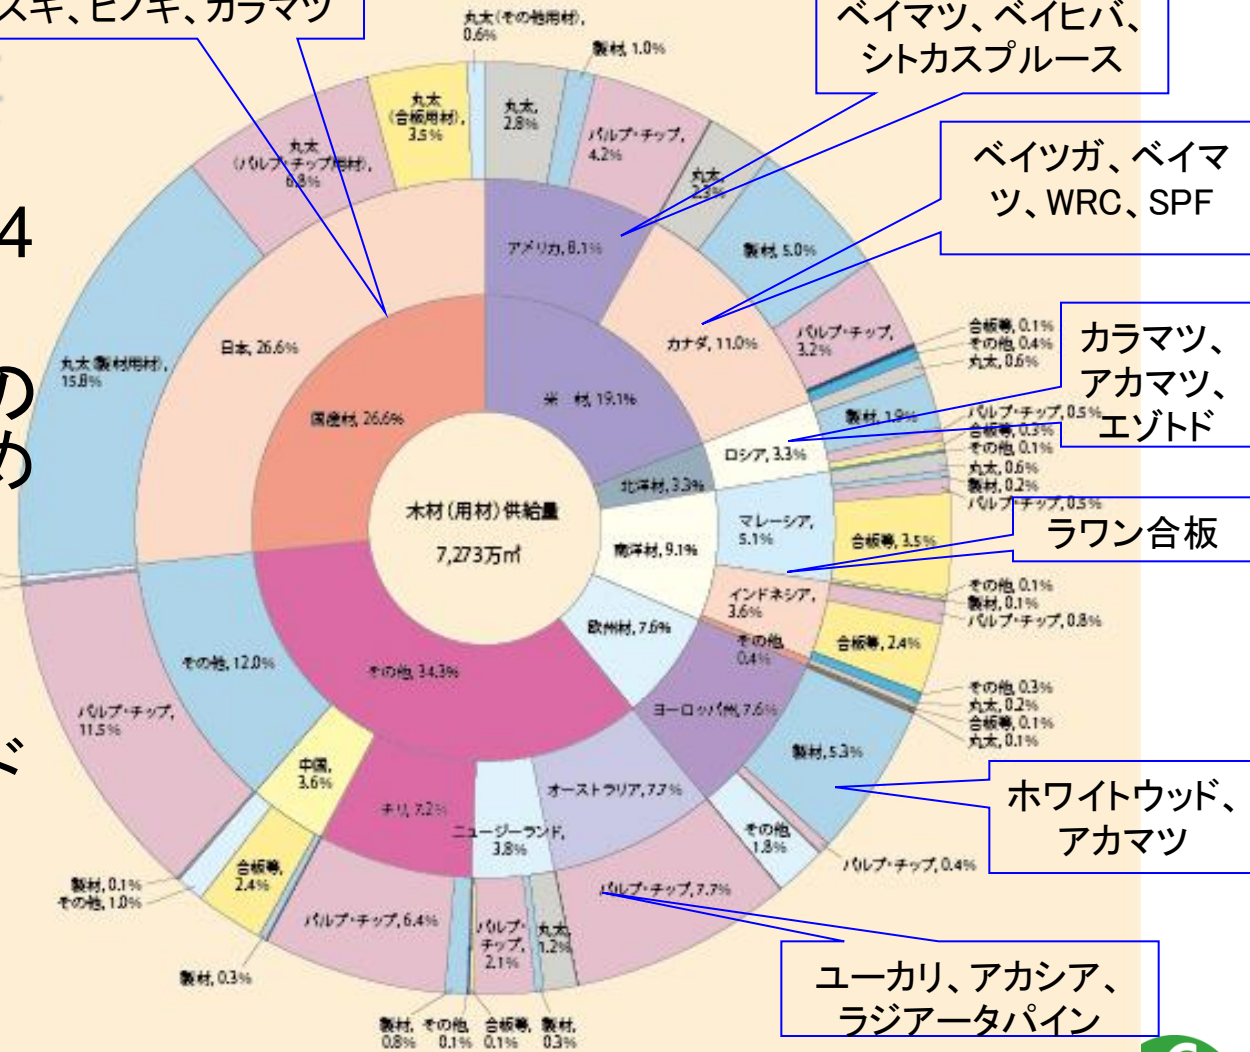 スギ、ヒノキ、カラマツ
ベイマツ、ベイヒバ、
シトカスプルース
ベイツガ、ベイマ
ツ、WRC、SPF
カラマツ、
アカマツ、
エゾトド
ラワン合板
ホワイトウッド、
アカマツ
ユーカリ、アカシア、
ラジアータパイン
4
の
め
ド
木材(用材)供給量
7,273万㎥
国産材, 26.6%
米 材, 19.1%
北洋材, 3.3%
南洋材, 9.1%
欧州材, 7.6%
その他, 34.3%
日本, 26.6%
アメリカ, 8.1%
カナダ, 11.0%
ロシア, 3.3%
マレーシア,
5.1%
インドネシア,
3.6%
その他,
0.4%
ヨーロッパ州, 7.6%
オーストラリア, 7.7%
ニュージーランド,
3.8%
チリ, 7.2%
中国,
3.6%
その他, 12.0%
丸太(その他用材),
0.6%
丸太,
2.8%
製材, 1.0%
パルプ・チップ,
4.2%
丸太,
2.3%
製材, 5.0%
パルプ・チップ,
3.2%
合板等, 0.1%
その他, 0.4%
丸太, 0.6%
製材, 1.9%
パルプ・チップ, 0.5%
合板等, 0.3%
その他, 0.1%
丸太, 0.6%
製材, 0.2%
パルプ・チップ, 0.5%
合板等, 3.5%
その他, 0.1%
製材, 0.1%
パルプ・チップ, 0.8%
合板等, 2.4%
その他, 0.3%
丸太, 0.2%
合板等, 0.1%
丸太, 0.1%
製材, 5.3%
パルプ・チップ, 0.4%
その他,
1.8%
パルプ・チップ, 7.7%
丸太,
1.2%
製材,
0.3%
合板等,
0.1%
パルプ・
チップ,
2.1%
その他,
0.1%
製材,
0.8%
パルプ・チップ, 6.4%
製材, 0.3%
合板等,
2.4%
その他, 1.0%
製材, 0.1%
パルプ・チップ,
11.5%
丸太(製材用材),
15.8%
丸太
(パルプ・チップ用材),
6.8%
丸太
(合板用材),
3.5%